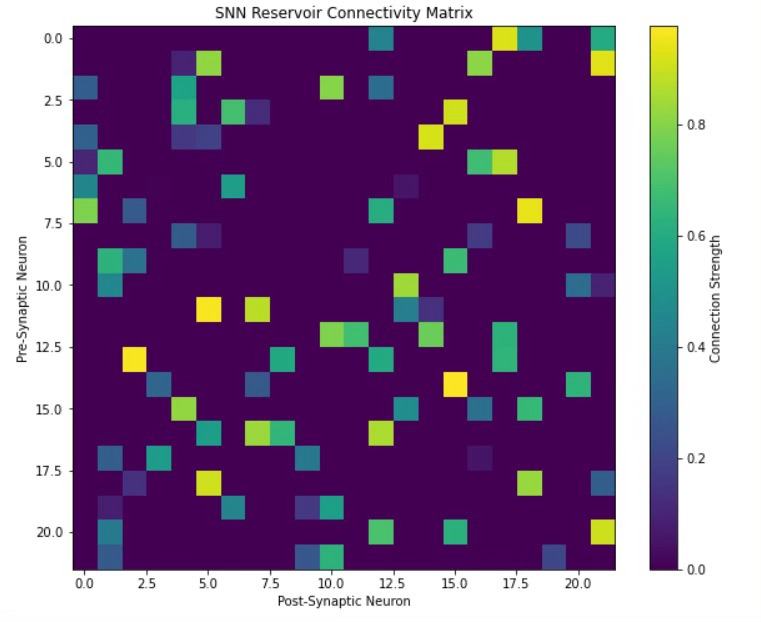 SNN Reservoir Connectivity Matrix
0.0
2.5
5.0
7.5
10.0
12.5
15.0
17.5
20.0
Pre-Synaptic Neuron
0.0 2.5 5.0 7.5 10.0 12.5 15.0 17.5 20.0
Post-Synaptic Neuron
0.8
0.6
0.4
0.2
0.0
Connection Strength